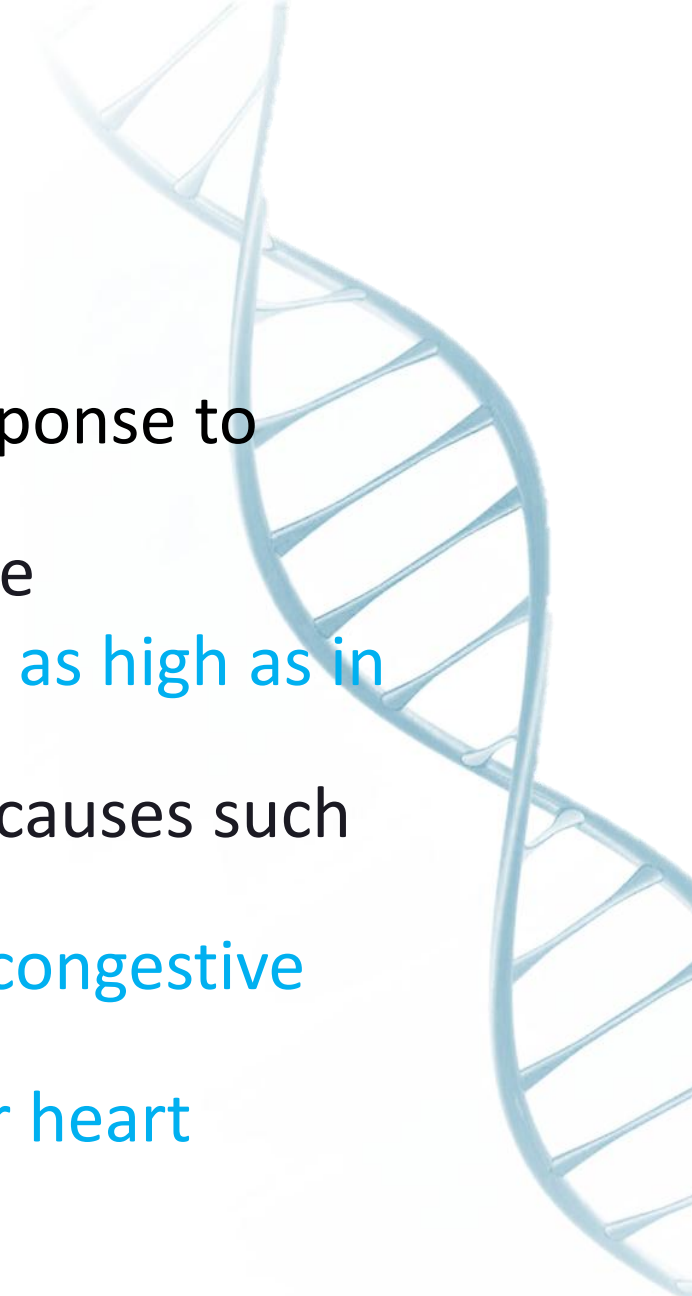 ponse to
e
as high as in
causes such
congestive
r heart